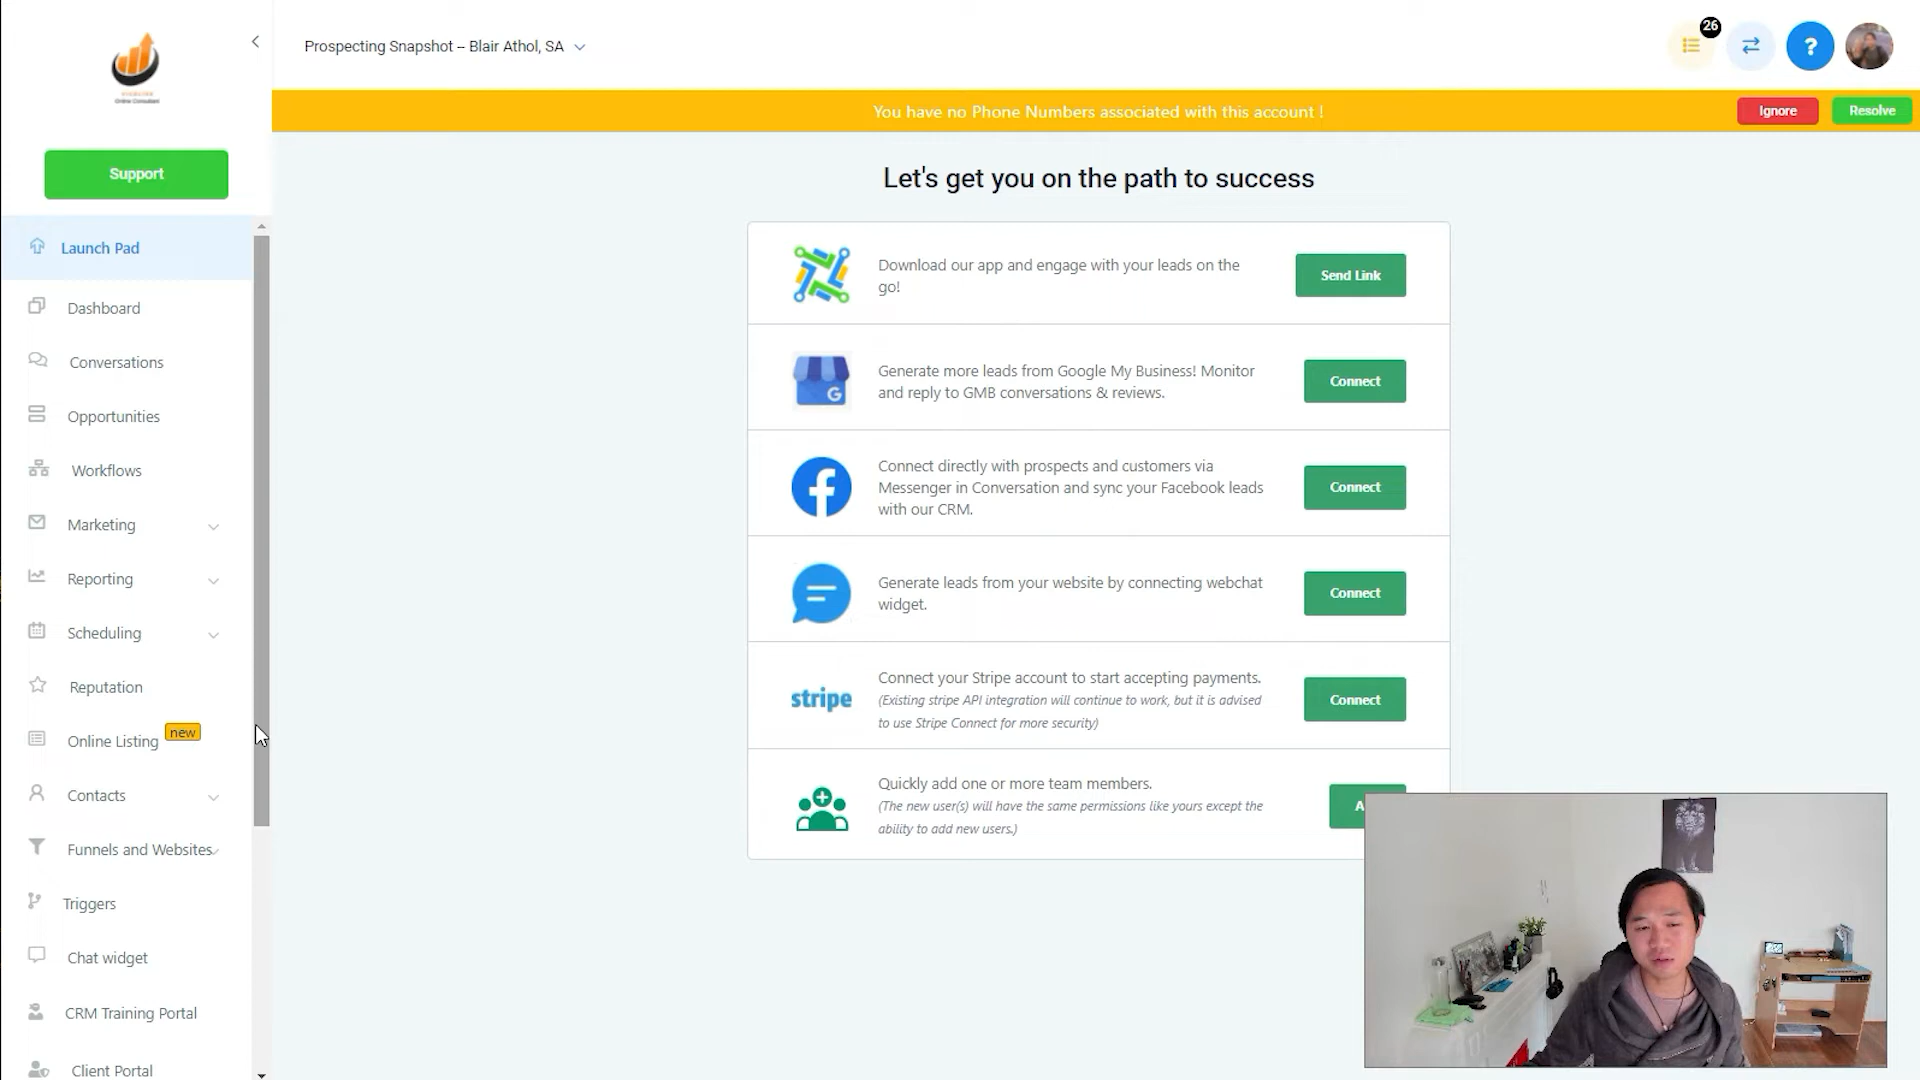 Prospecting Snapshot -- Blair Athol, SA
26
?
Online Consultant
You have no Phone Numbers associated with this account !
Ignore
Resolve
Support
Launch Pad
Dashboard
Conversations
Opportunities
Workflows
Marketing
Reporting
Scheduling
Reputation
Online Listing new
Contacts
Funnels and Websites
Triggers
Chat widget
CRM Training Portal
Client Portal
Let's get you on the path to success
Download our app and engage with your leads on the
go!
Send Link
Generate more leads from Google My Business! Monitor
and reply to GMB conversations & reviews.
Connect
G
Connect directly with prospects and customers via
Messenger in Conversation and sync your Facebook leads
with our CRM.
Connect
Generate leads from your website by connecting webchat
widget.
Connect
stripe
Connect your Stripe account to start accepting payments.
(Existing stripe API integration will continue to work, but it is advised
to use Stripe Connect for more security)
Connect
Quickly add one or more team members.
(The new user(s) will have the same permissions like yours except the
ability to add new users.)